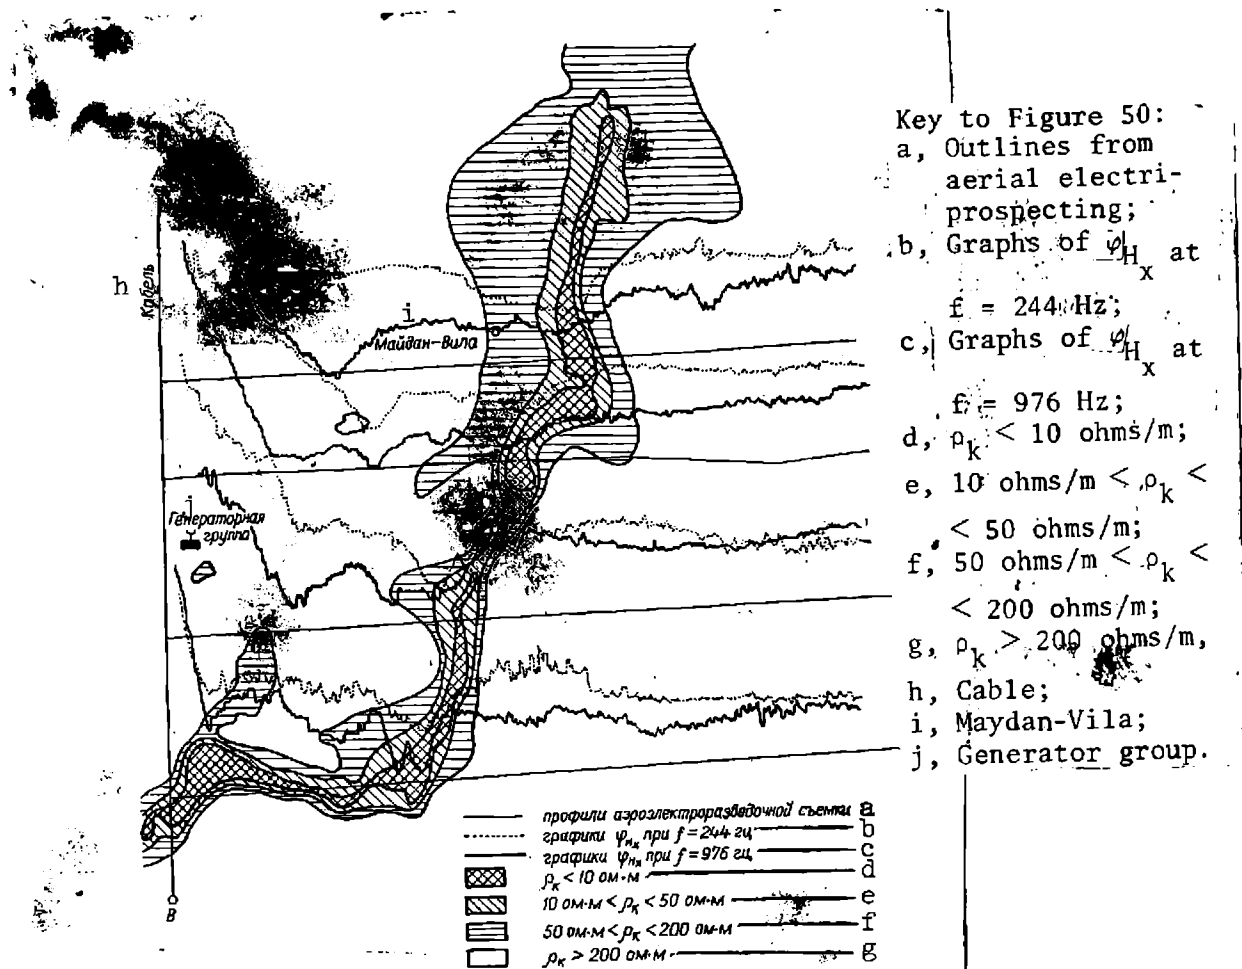 Key to Figure 50:
a, Outlines from
aerial electri-
prospecting;
b, Graphs of φHx at
f = 244 Hz;
c, Graphs of φHx at
f = 976 Hz;
d, ρk < 10 ohms/m;
e, 10 ohms/m < ρk <
< 50 ohms/m;
f, 50 ohms/m < ρk <
< 200 ohms/m;
g, ρk > 200 ohms/m,
h, Cable;
i, Maydan-Vila;
j, Generator group.
h
Кабель
i
Майдан-Вила
j
Генераторная
группа
B
профили аэроэлектроразведочной съемки a
графики φHx при f = 244 гц b
графики φHx при f = 976 гц c
ρк < 10 ом·м d
10 ом·м < ρк < 50 ом·м e
50 ом·м < ρк < 200 ом·м f
ρк > 200 ом·м g